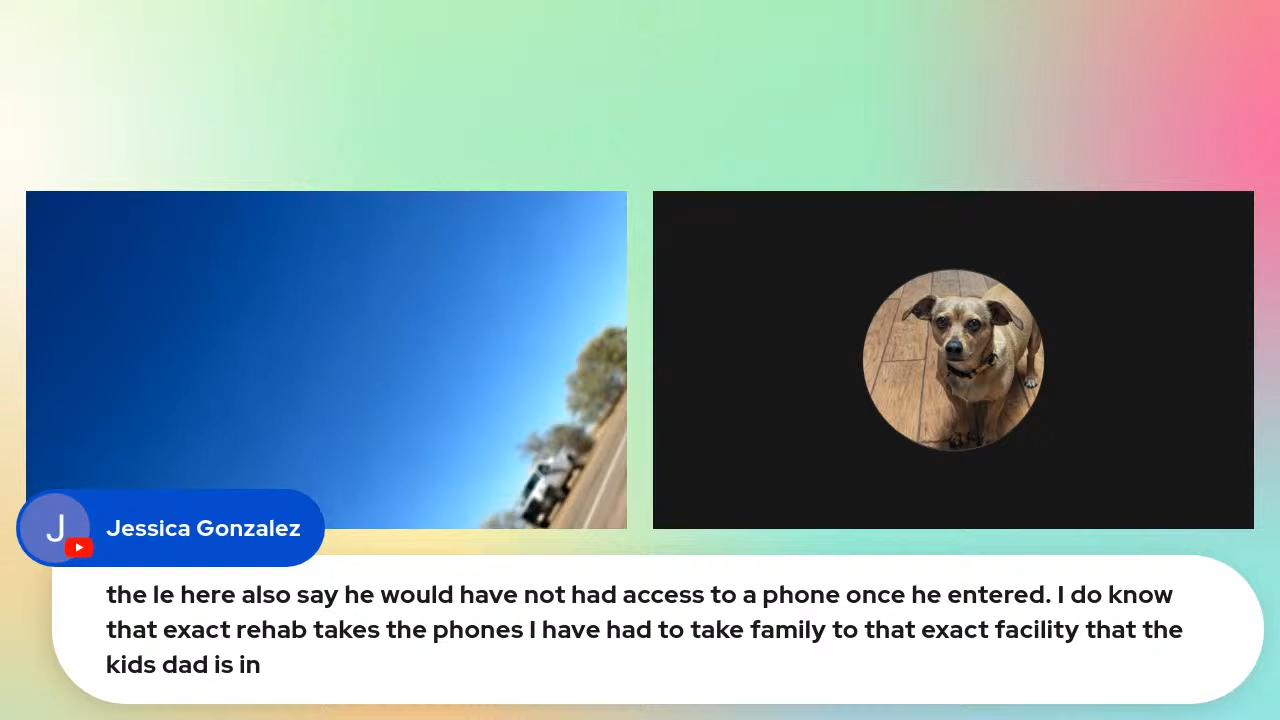 J
Jessica Gonzalez
the le here also say he would have not had access to a phone once he entered. I do know
that exact rehab takes the phones I have had to take family to that exact facility that the
kids dad is in